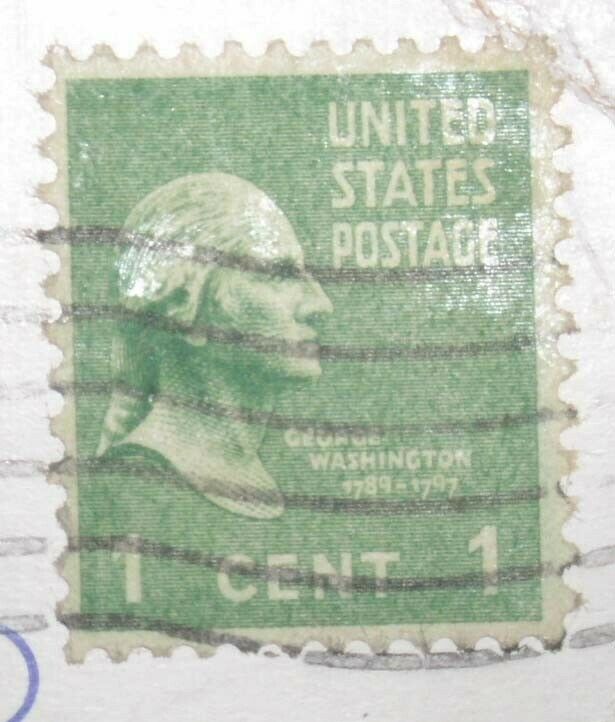 UNITED
STATES
POSTAGE
GEORGE
WASHINGTON
1789-1797
1 CENT 1